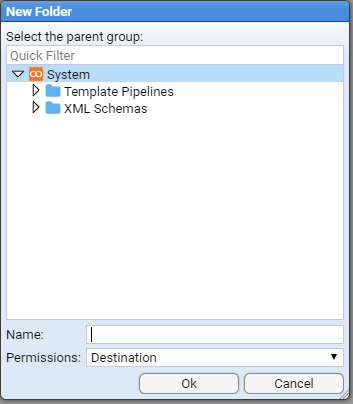 New Folder
Select the parent group:
Quick Filter
System
Template Pipelines
XML Schemas
Name:
Permissions: Destination
Ok Cancel